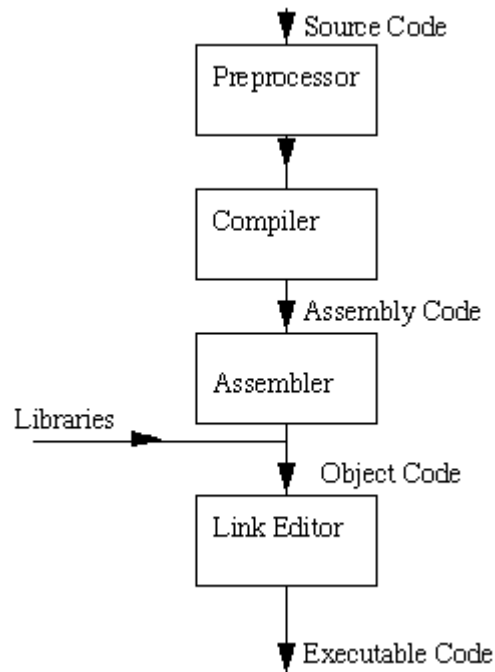 Source Code
Preprocessor
Compiler
Assembly Code
Assembler
Libraries
Object Code
Link Editor
Executable Code